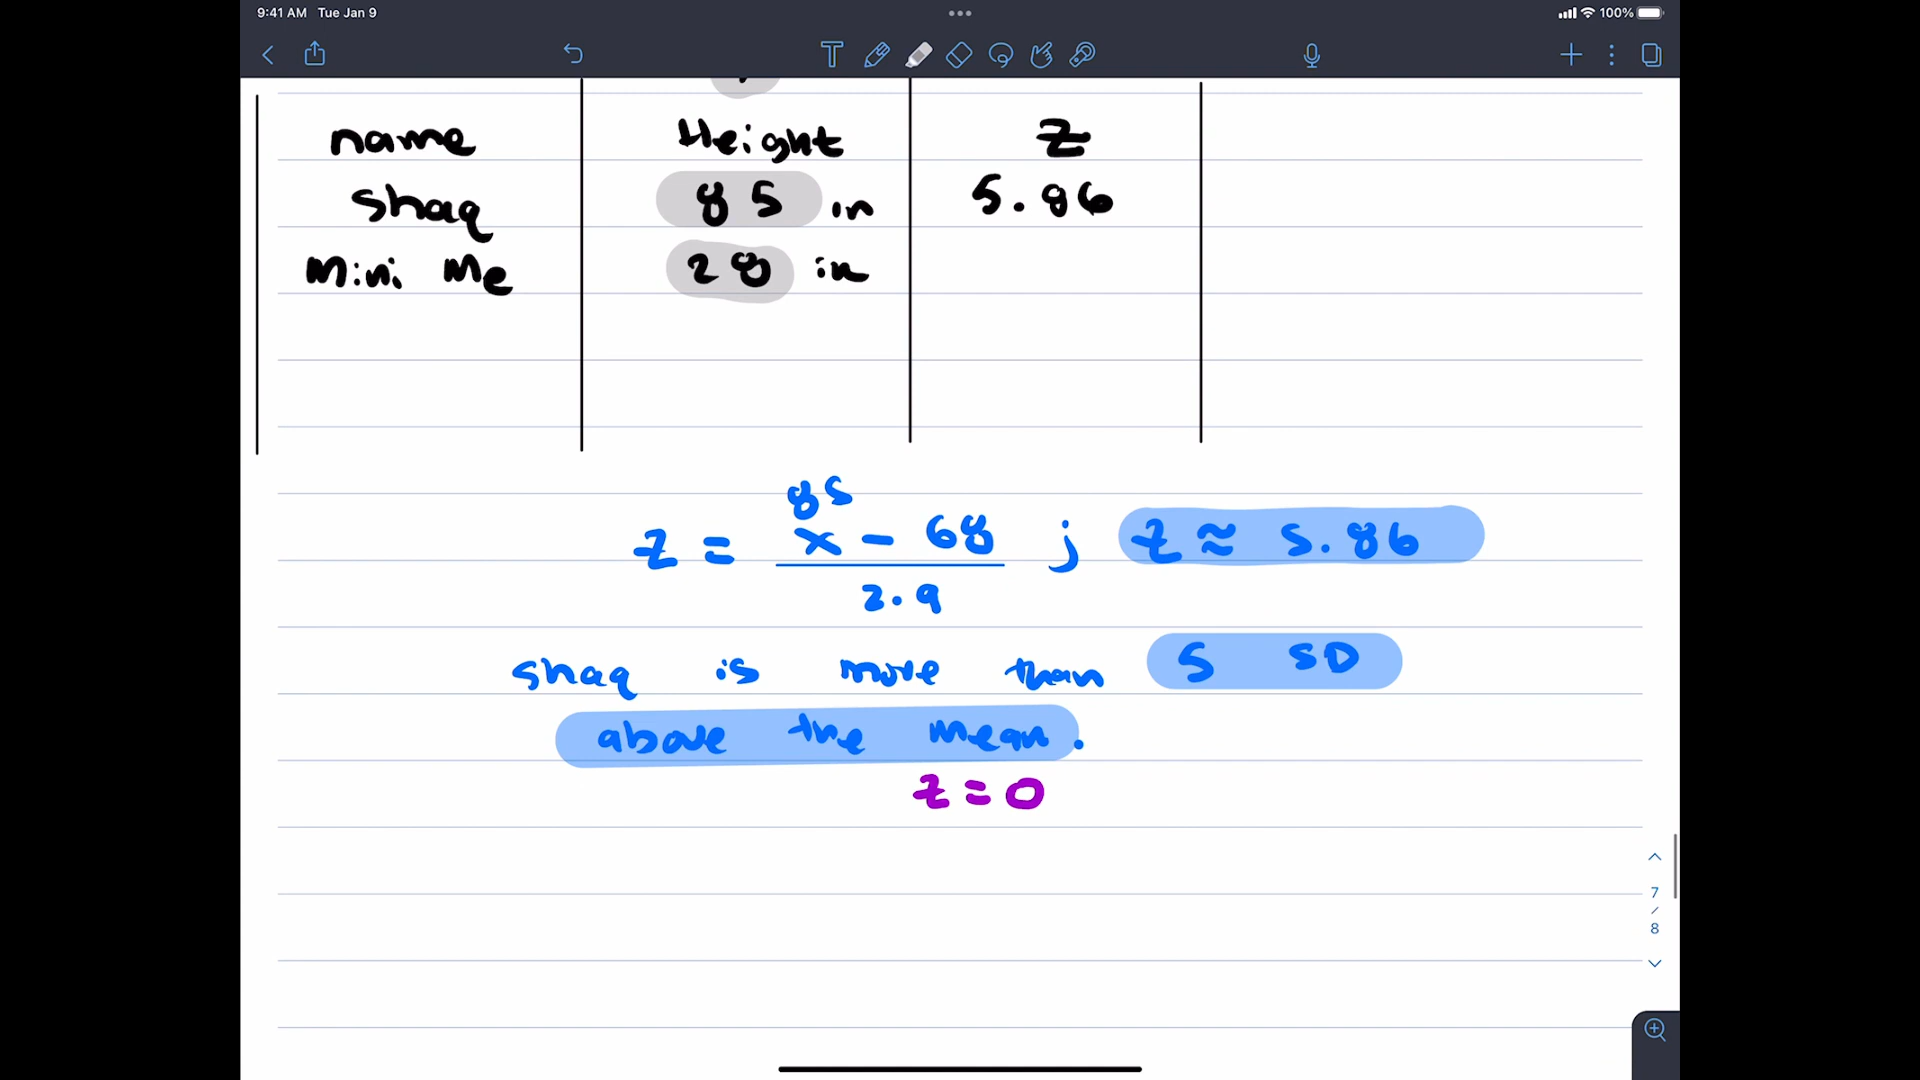 9:41 AM Tue Jan 9
100%
name Height Z
shaq 85 in 5.86
Mini Me 28 in
85
z = x - 68 ; z ≈ 5.86
2.9
shaq is more than 5 SD
above the mean.
z = 0
7
/
8